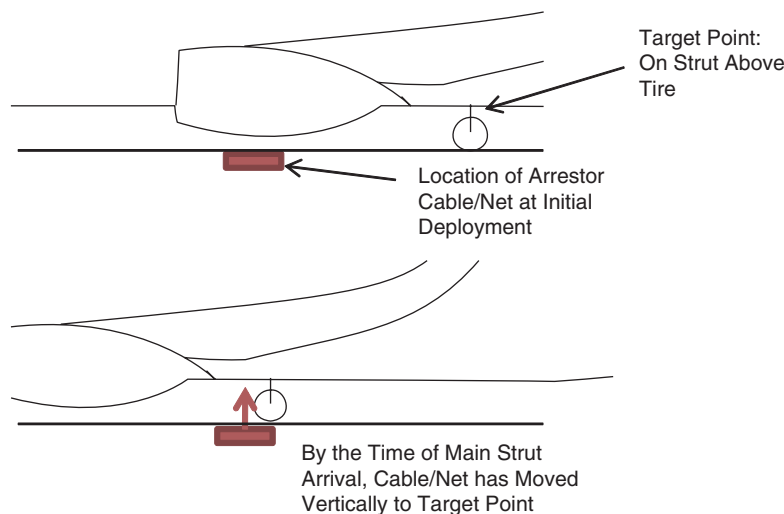 Target Point:
On Strut Above
Tire
Location of Arrestor
Cable/Net at Initial
Deployment
By the Time of Main Strut
Arrival, Cable/Net has Moved
Vertically to Target Point